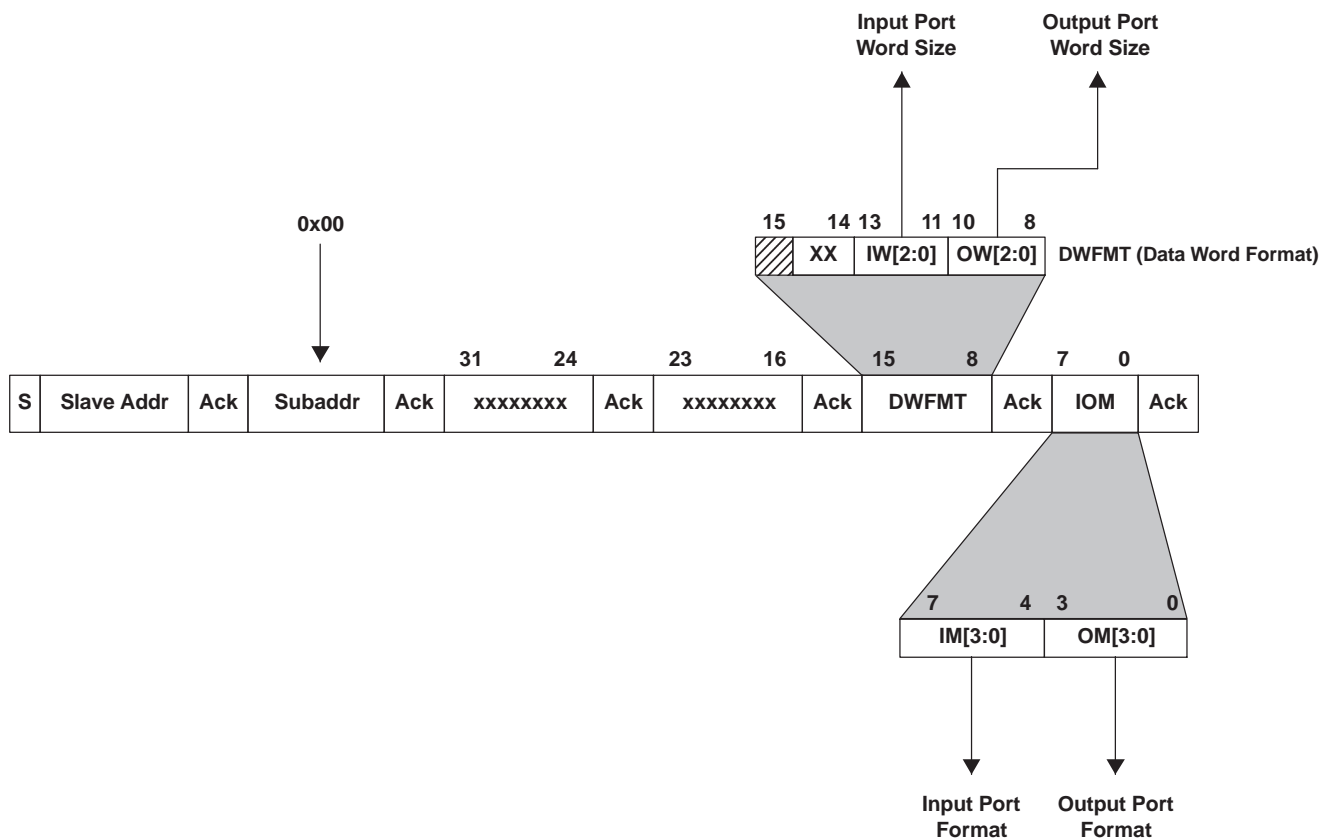 Input Port
Word Size
Output Port
Word Size
15 14 13 11 10 8
XX IW[2:0] OW[2:0] DWFMT (Data Word Format)
0x00
31 24 23 16 15 8 7 0
S Slave Addr Ack Subaddr Ack xxxxxxxx Ack xxxxxxxx Ack DWFMT Ack IOM Ack
7 4 3 0
IM[3:0] OM[3:0]
Input Port
Format
Output Port
Format